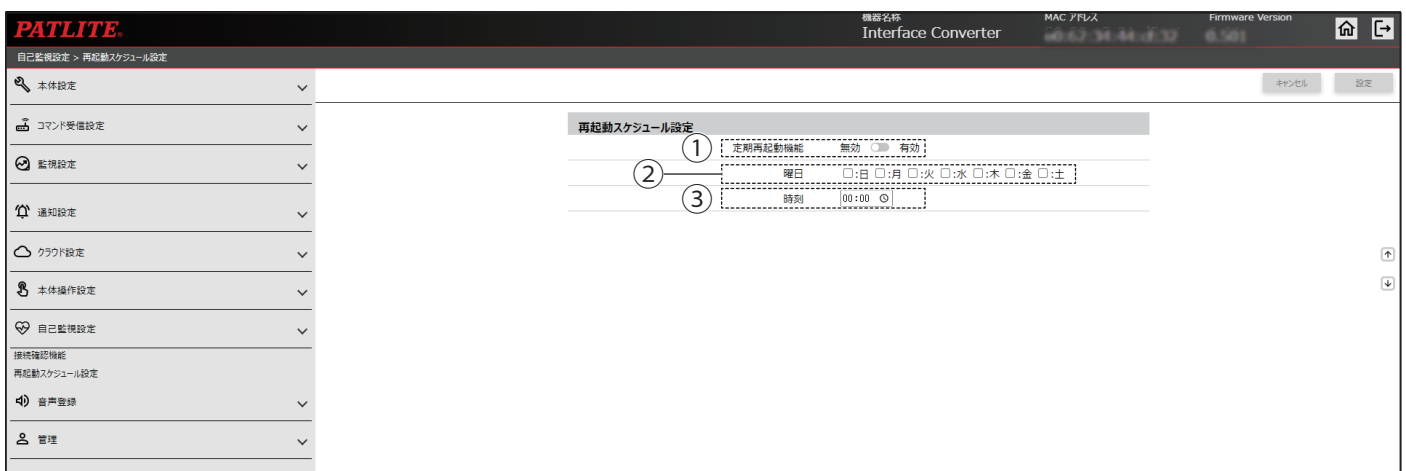 PATLITE®
機器名称
Interface Converter
MAC アドレス
Firmware Version
0.501
自己監視設定 > 再起動スケジュール設定
本体設定
コマンド受信設定
監視設定
通知設定
クラウド設定
本体操作設定
自己監視設定
接続確認機能
再起動スケジュール設定
音声登録
管理
キャンセル 設定
再起動スケジュール設定
① 定期再起動機能 無効 有効
② 曜日 □:日 □:月 □:火 □:水 □:木 □:金 □:土
③ 時刻 00:00